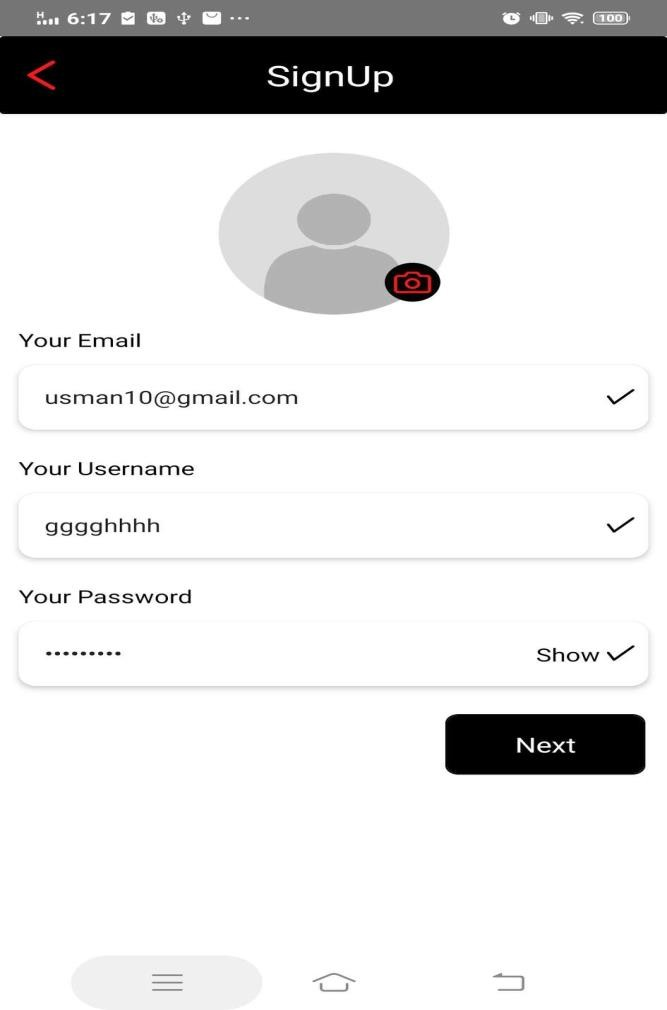 H 6:17 100
SignUp
Your Email
usman10@gmail.com
Your Username
gggghhhh
Your Password
•••••••••
Show
Next